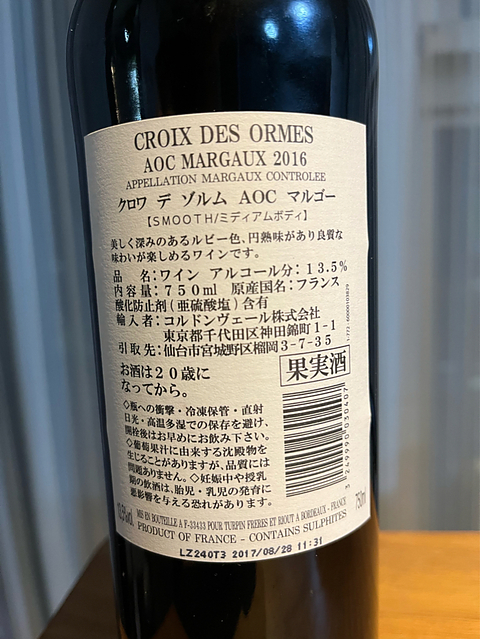 CROIX DES ORMES
AOC MARGAUX 2016
APPELLATION MARGAUX CONTROLEE
クロワ デ ゾルム AOC マルゴー
【SMOOTH/ミディアムボディ】
美しく深みのあるルビー色、円熟味があり良質な
味わいが楽しめるワインです。
品 名:ワイン アルコール分:13.5%
内容量:750ml 原産国名:フランス
酸化防止剤(亜硫酸塩)含有
輸入者:コルドンヴェール株式会社
東京都千代田区神田錦町1-1
引取先:仙台市宮城野区榴岡3-7-35
お酒は20歳に
なってから。
果実酒
◇瓶への衝撃・冷凍保管・直射
日光・高温多湿での保存を避け、
開栓後はお早めにお飲み下さい。
◇葡萄果汁に由来する沈殿物を
生じることがありますが、品質には
問題ありません。◇妊娠中や授乳
期の飲酒は、胎児・乳児の発育に
悪影響を与える恐れがあります。
3 249990 030407
1-772-60000103829
13,5%vol
MIS EN BOUTEILLE A F-33433 POUR TURPIN FRERES ET RIOUT A BORDEAUX - FRANCE
750ml
PRODUCT OF FRANCE - CONTAINS SULPHITES
LZ240T3 2017/08/28 11:31